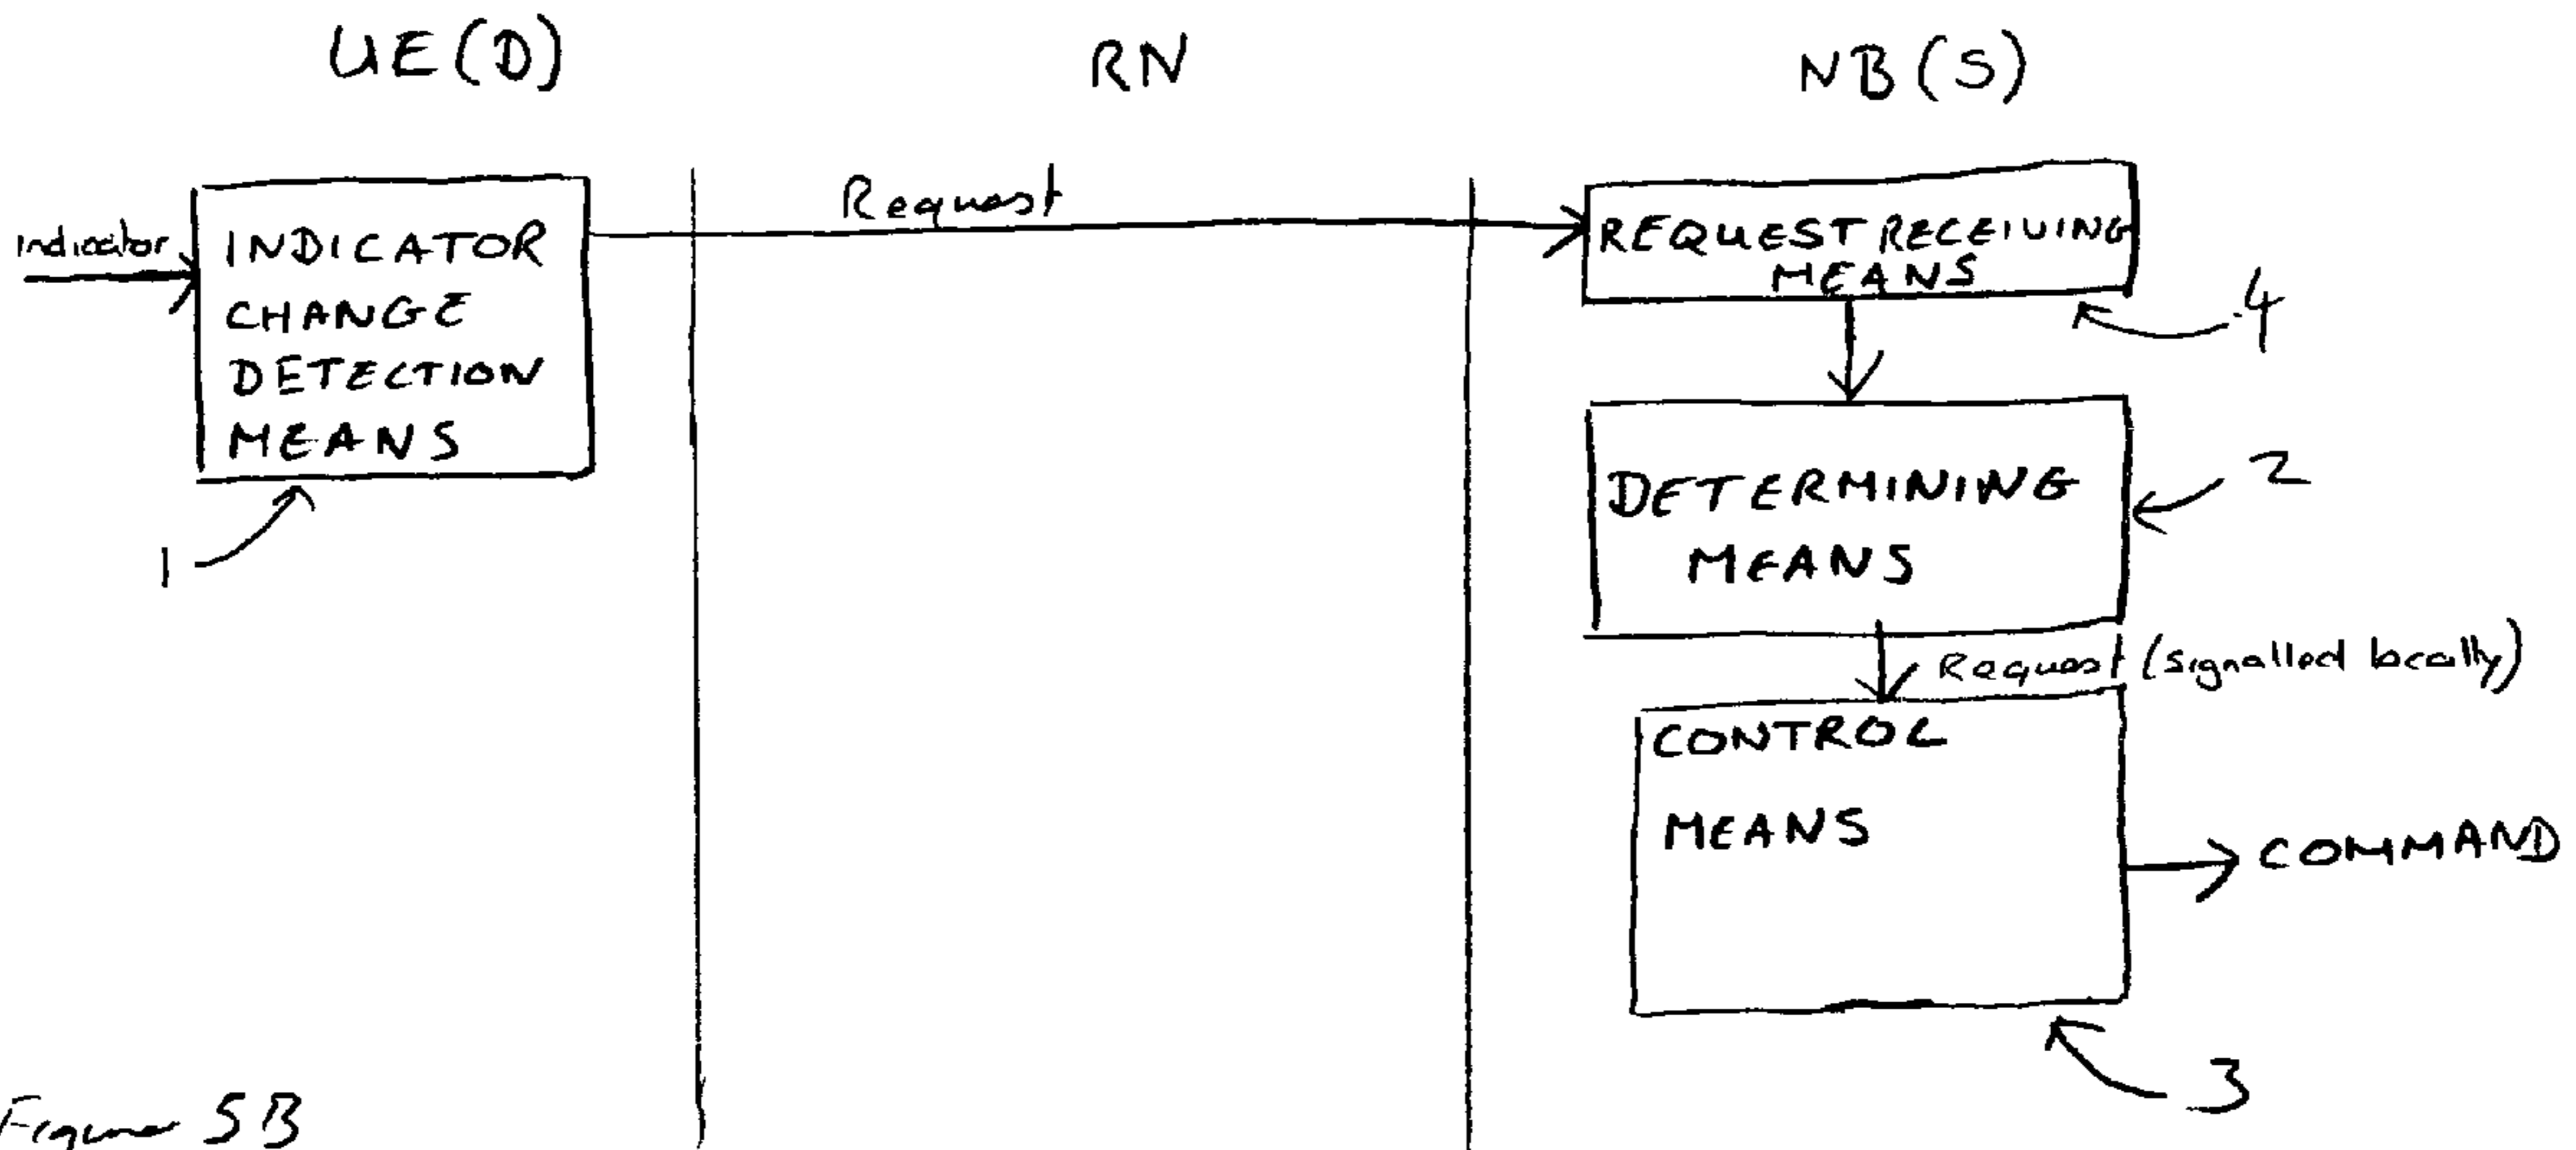 UE (D)
RN
NB (S)
Indicator
INDICATOR
CHANGE
DETECTION
MEANS
1
Request
REQUEST RECEIVING
MEANS
4
DETERMINING
MEANS
2
Request (signalled locally)
CONTROL
MEANS
COMMAND
3
Figure 5B